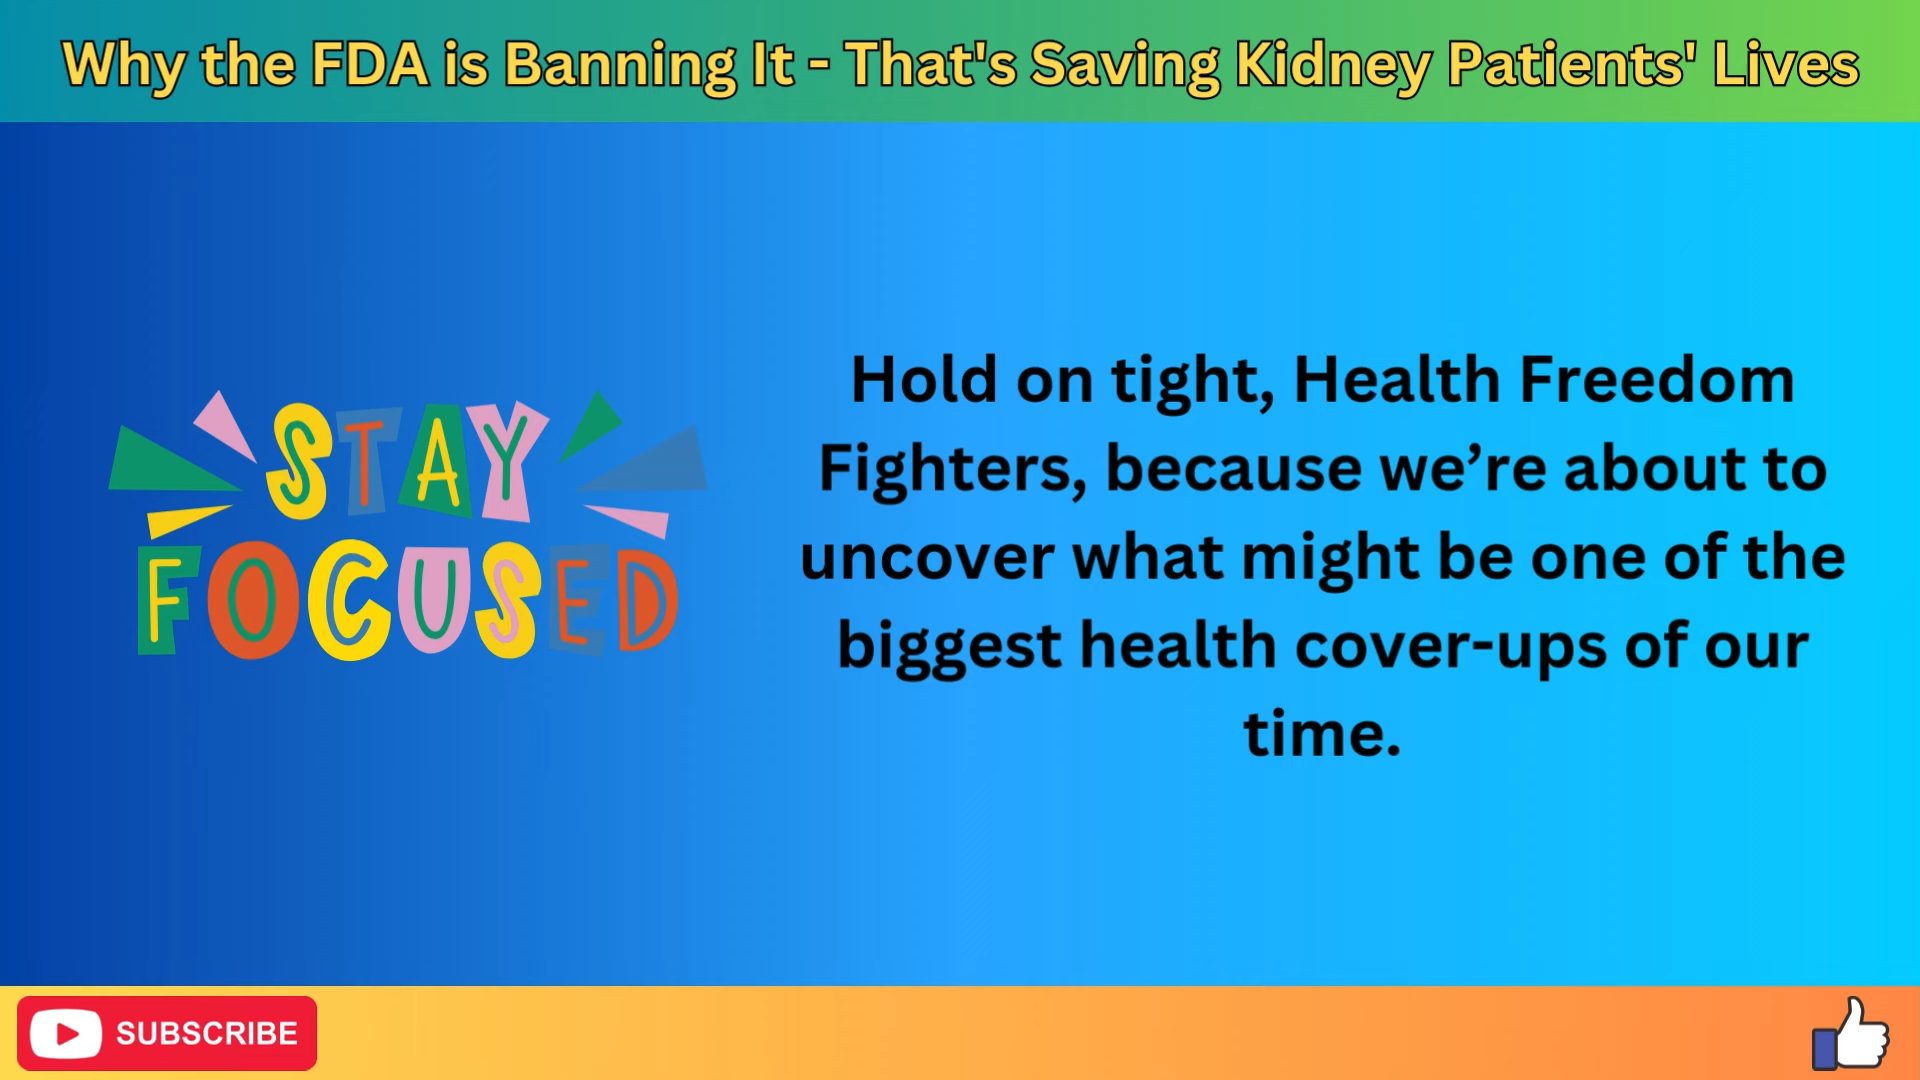 Why the FDA is Banning It - That's Saving Kidney Patients' Lives
STAY
FOCUSED
Hold on tight, Health Freedom
Fighters, because we’re about to
uncover what might be one of the
biggest health cover-ups of our
time.
SUBSCRIBE